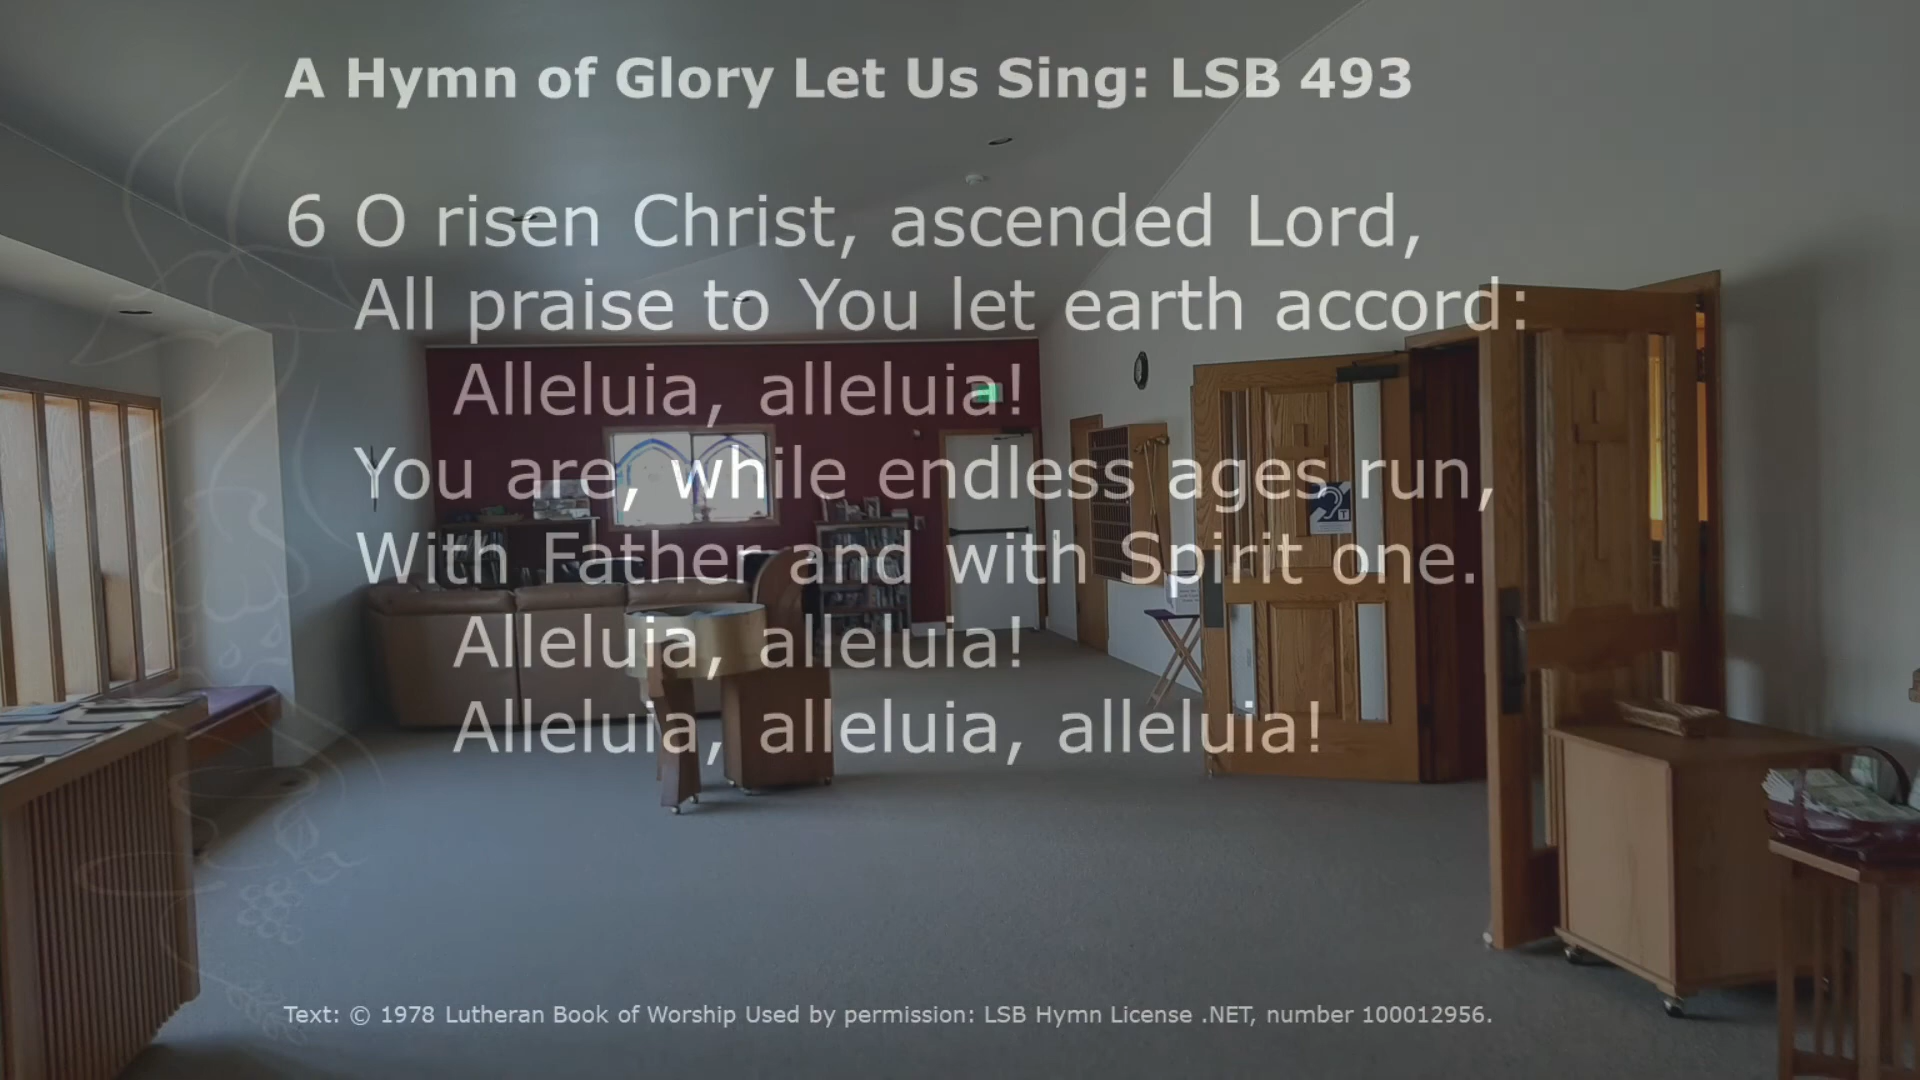 A Hymn of Glory Let Us Sing: LSB 493
6 O risen Christ, ascended Lord,
All praise to You let earth accord:
Alleluia, alleluia!
You are, while endless ages run,
With Father and with Spirit one.
Alleluia, alleluia!
Alleluia, alleluia, alleluia!
Text: © 1978 Lutheran Book of Worship Used by permission: LSB Hymn License .NET, number 100012956.